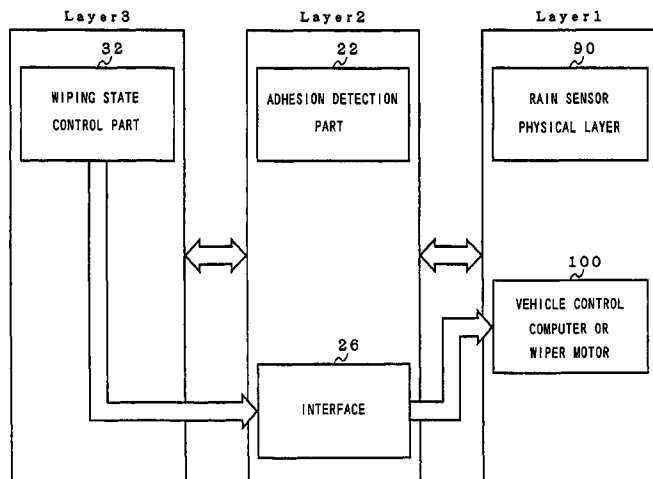 Layer3
Layer2
Layer1
32
22
90
WIPING STATE
CONTROL PART
ADHESION DETECTION
PART
RAIN SENSOR
PHYSICAL LAYER
100
VEHICLE CONTROL
COMPUTER OR
WIPER MOTOR
26
INTERFACE